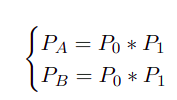 P_A = P_0 * P_1
P_B = P_0 * P_1